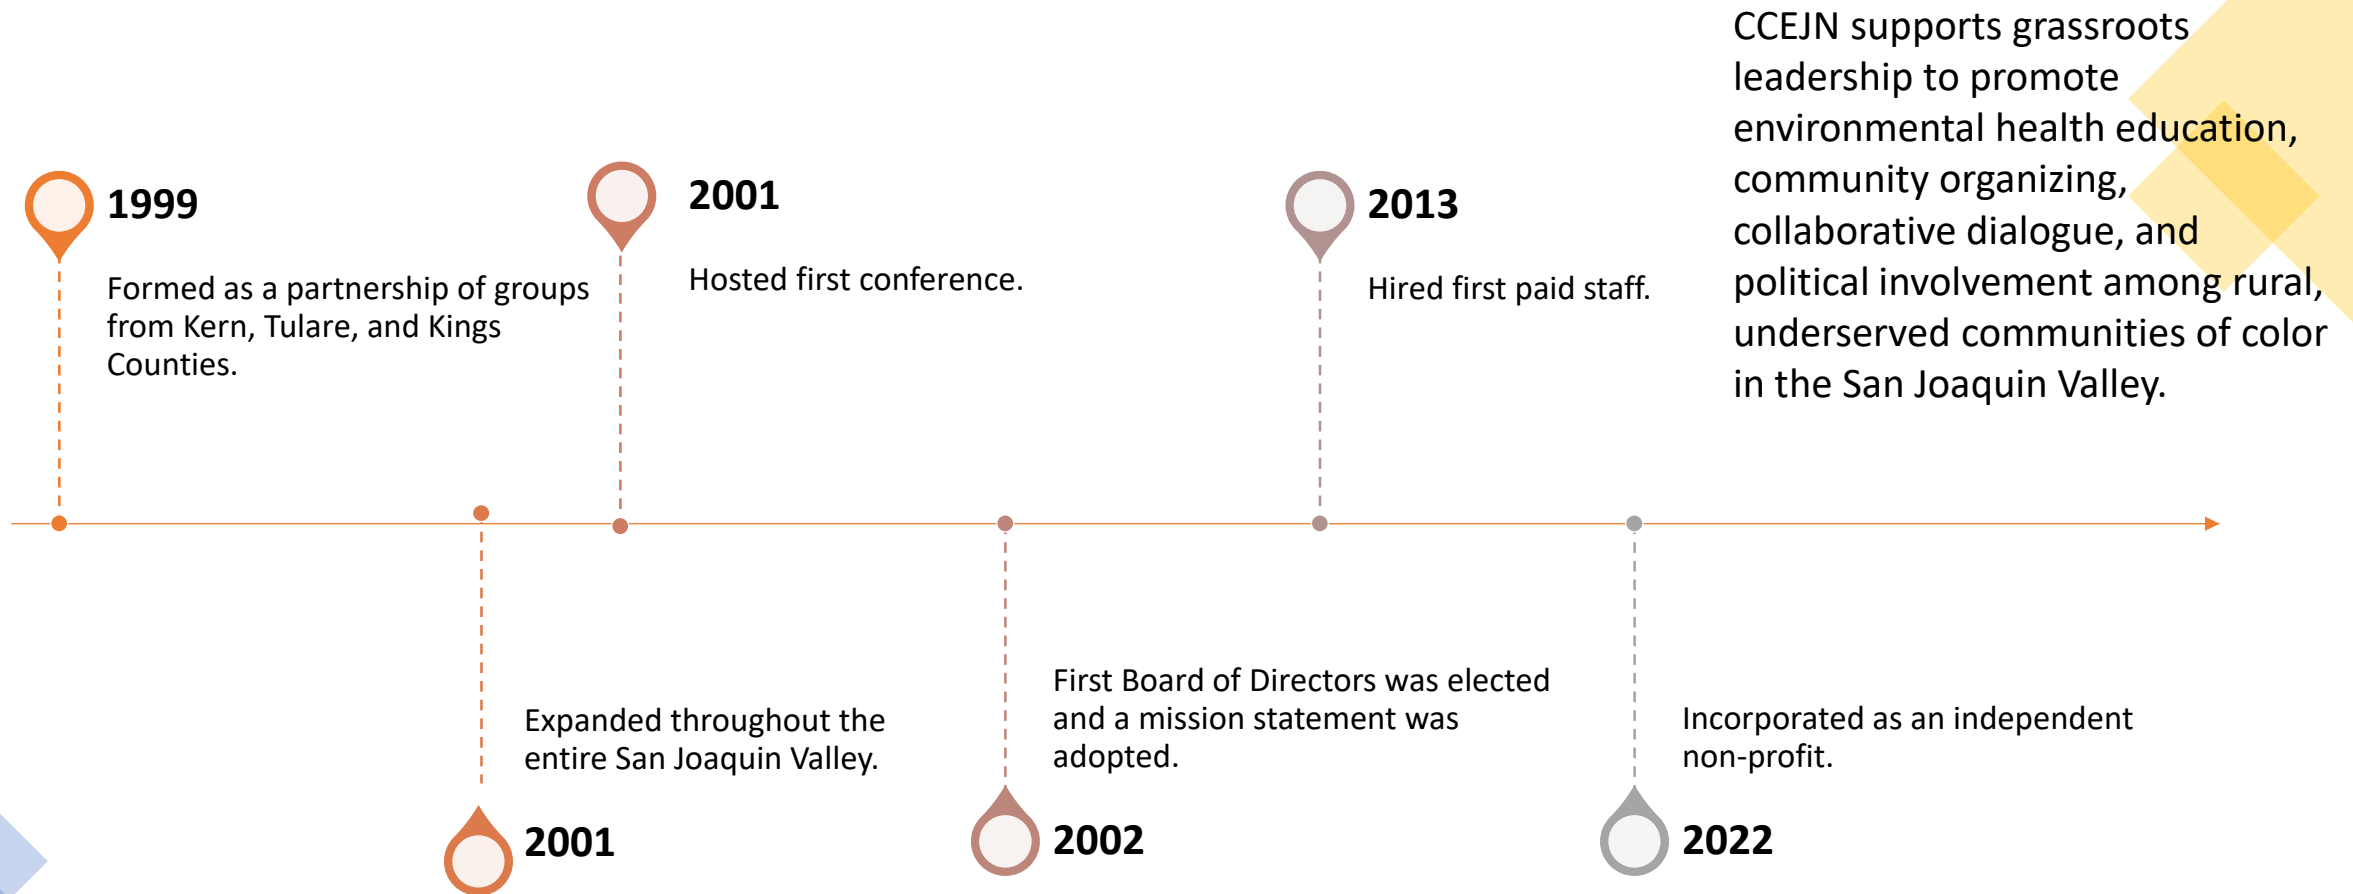 CCEJN supports grassroots
leadership to promote
environmental health education,
community organizing,
collaborative dialogue, and
political involvement among rural,
underserved communities of color
in the San Joaquin Valley.
1999
Formed as a partnership of groups
from Kern, Tulare, and Kings
Counties.
2001
Hosted first conference.
2013
Hired first paid staff.
Expanded throughout the
entire San Joaquin Valley.
2001
First Board of Directors was elected
and a mission statement was
adopted.
2002
Incorporated as an independent
non-profit.
2022